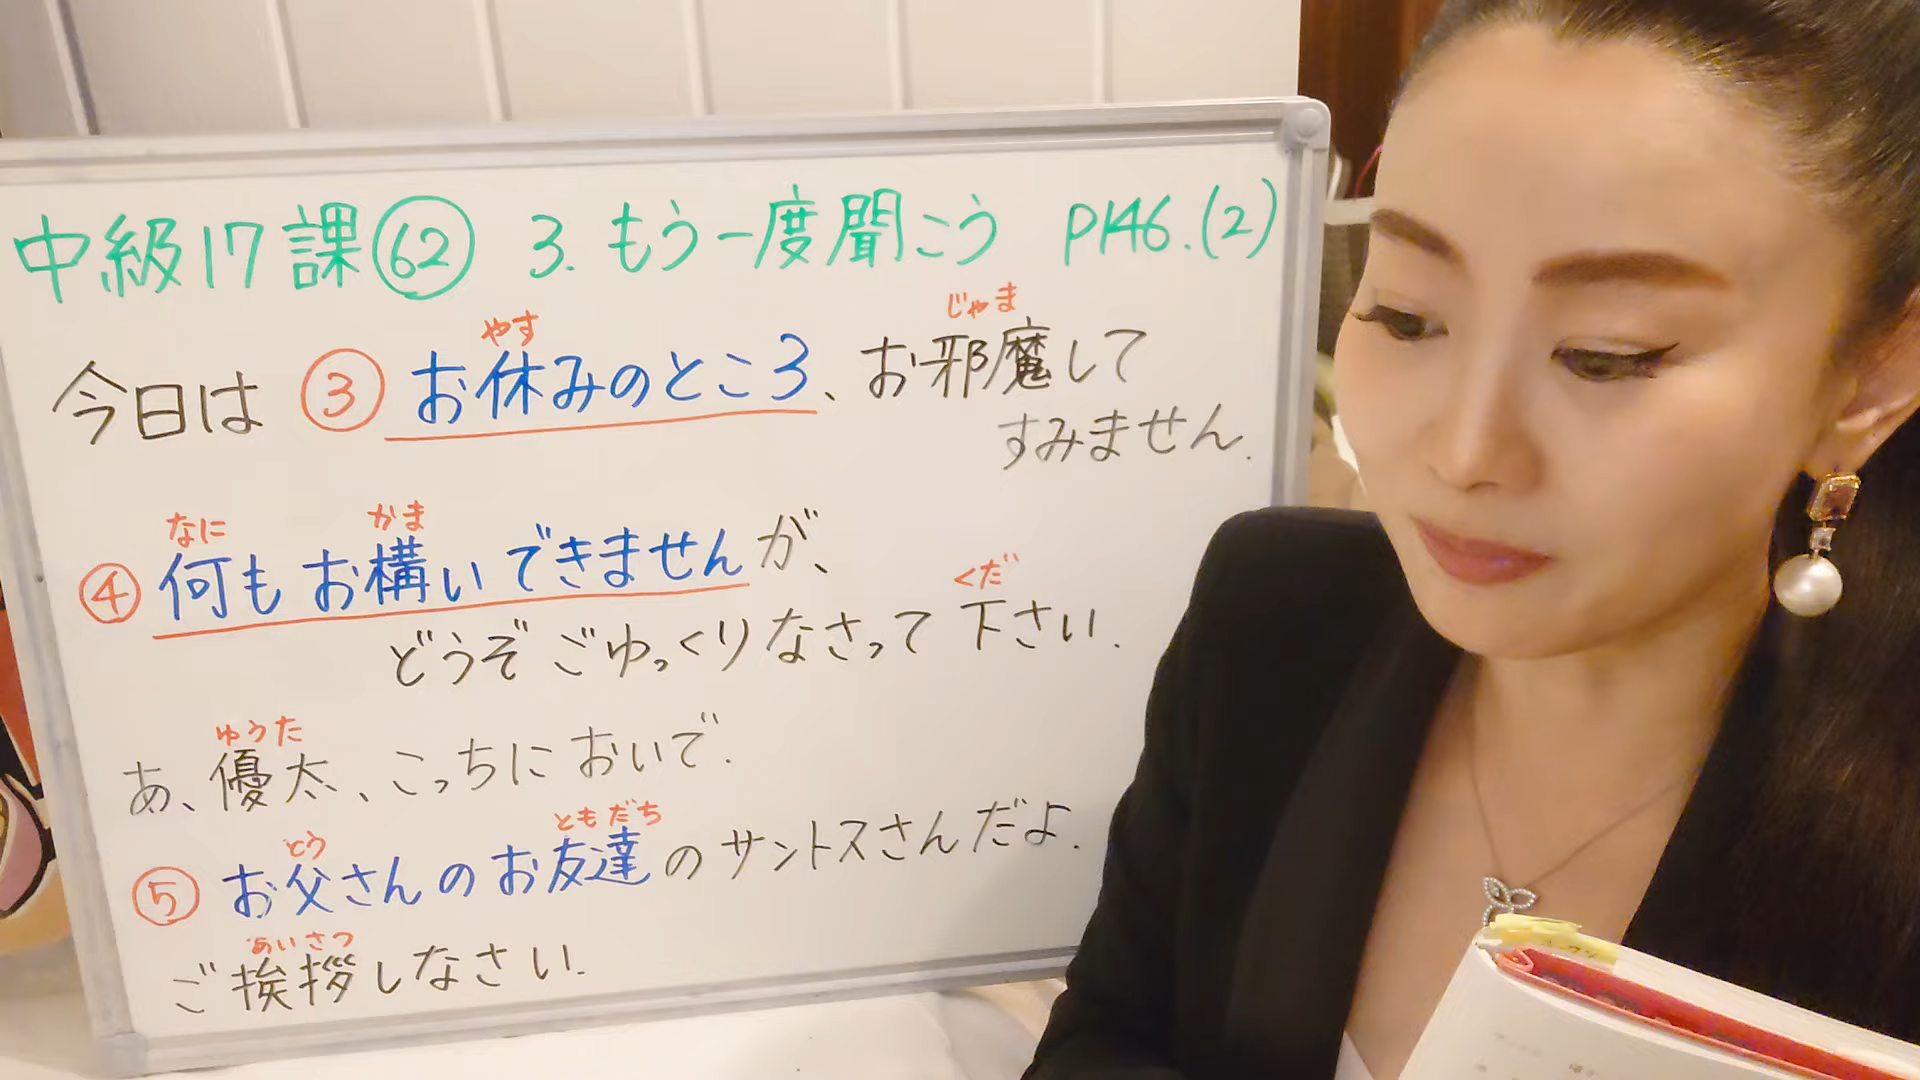 中級17課㊷ 3.もう一度聞こう P146.(2)
やす じゃま
今日は ③お休みのところ、お邪魔して
すみません.
なに かま
④何もお構いできませんが、
くだ
どうぞごゆっくりなさって下さい.
ゆうた
あ、優太、こっちにおいで.
とう ともだち
⑤お父さんのお友達のサントスさんだよ.
あいさつ
ご挨拶しなさい.